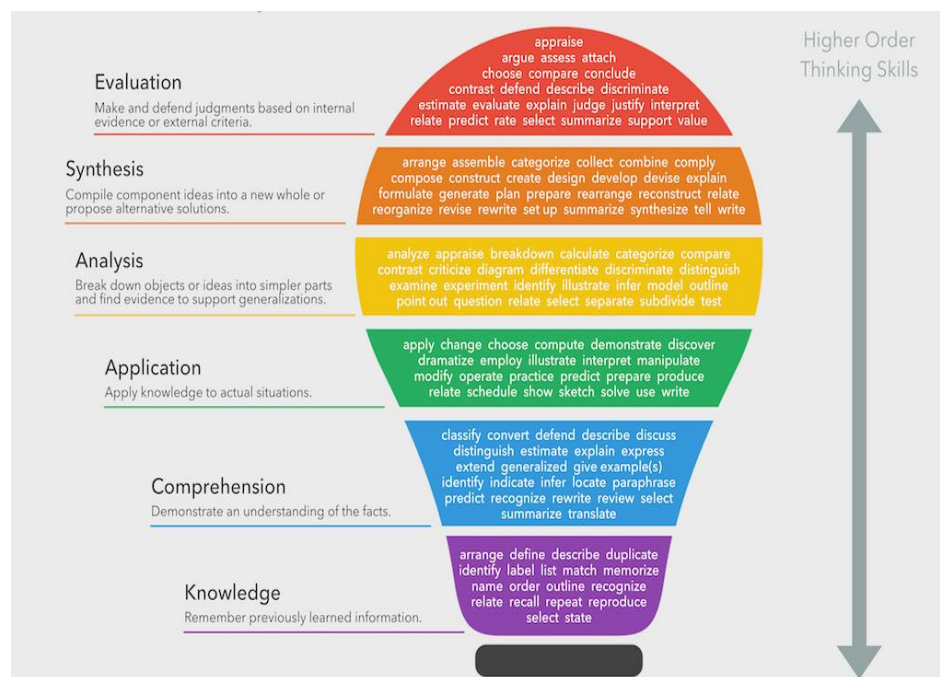 Higher Order
Thinking Skills
Evaluation
Make and defend judgments based on internal
evidence or external criteria.
appraise
argue assess attach
choose compare conclude
contrast defend describe discriminate
estimate evaluate explain judge justify interpret
relate predict rate select summarize support value
Synthesis
Compile component ideas into a new whole or
propose alternative solutions.
arrange assemble categorize collect combine comply
compose construct create design develop devise explain
formulate generate plan prepare rearrange reconstruct relate
reorganize revise rewrite set up summarize synthesize tell write
Analysis
Break down objects or ideas into simpler parts
and find evidence to support generalizations.
analyze appraise breakdown calculate categorize compare
contrast criticize diagram differentiate discriminate distinguish
examine experiment identify illustrate infer model outline
point out question relate select separate subdivide test
Application
Apply knowledge to actual situations.
apply change choose compute demonstrate discover
dramatize employ illustrate interpret manipulate
modify operate practice predict prepare produce
relate schedule show sketch solve use write
Comprehension
Demonstrate an understanding of the facts.
classify convert defend describe discuss
distinguish estimate explain express
extend generalized give example(s)
identify indicate infer locate paraphrase
predict recognize rewrite review select
summarize translate
Knowledge
Remember previously learned information.
arrange define describe duplicate
identify label list match memorize
name order outline recognize
relate recall repeat reproduce
select state